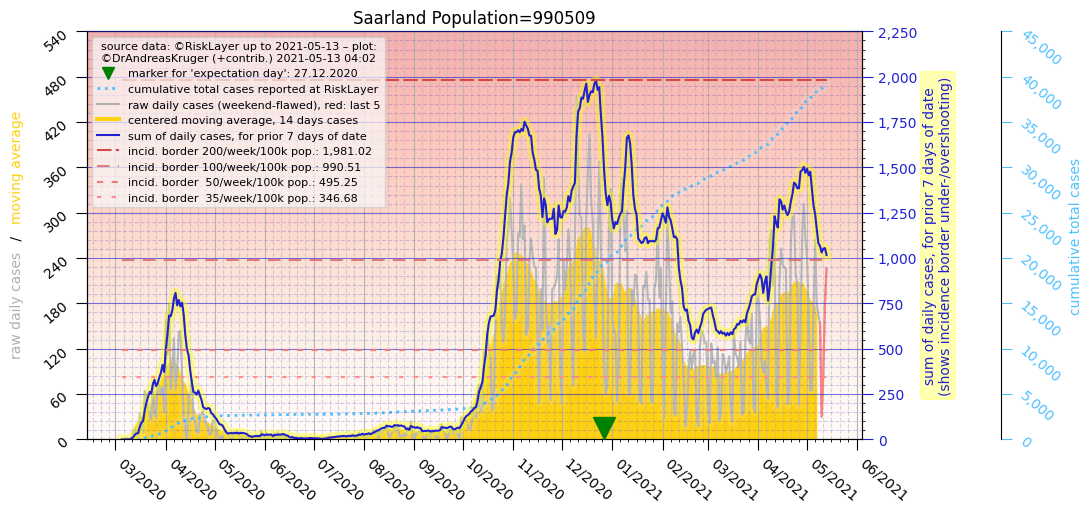 Saarland Population=990509
source data: ©RiskLayer up to 2021-05-13 – plot:
©DrAndreasKruger (+contrib.) 2021-05-13 04:02
marker for 'expectation day': 27.12.2020
cumulative total cases reported at RiskLayer
raw daily cases (weekend-flawed), red: last 5
centered moving average, 14 days cases
sum of daily cases, for prior 7 days of date
incid. border 200/week/100k pop.: 1,981.02
incid. border 100/week/100k pop.: 990.51
incid. border  50/week/100k pop.: 495.25
incid. border  35/week/100k pop.: 346.68
raw daily cases  /  moving average
540
480
420
360
300
240
180
120
60
0
03/2020
04/2020
05/2020
06/2020
07/2020
08/2020
09/2020
10/2020
11/2020
12/2020
01/2021
02/2021
03/2021
04/2021
05/2021
06/2021
2,250
2,000
1,750
1,500
1,250
1,000
750
500
250
0
sum of daily cases, for prior 7 days of date
(shows incidence border under-/overshooting)
45,000
40,000
35,000
30,000
25,000
20,000
15,000
10,000
5,000
0
cumulative total cases